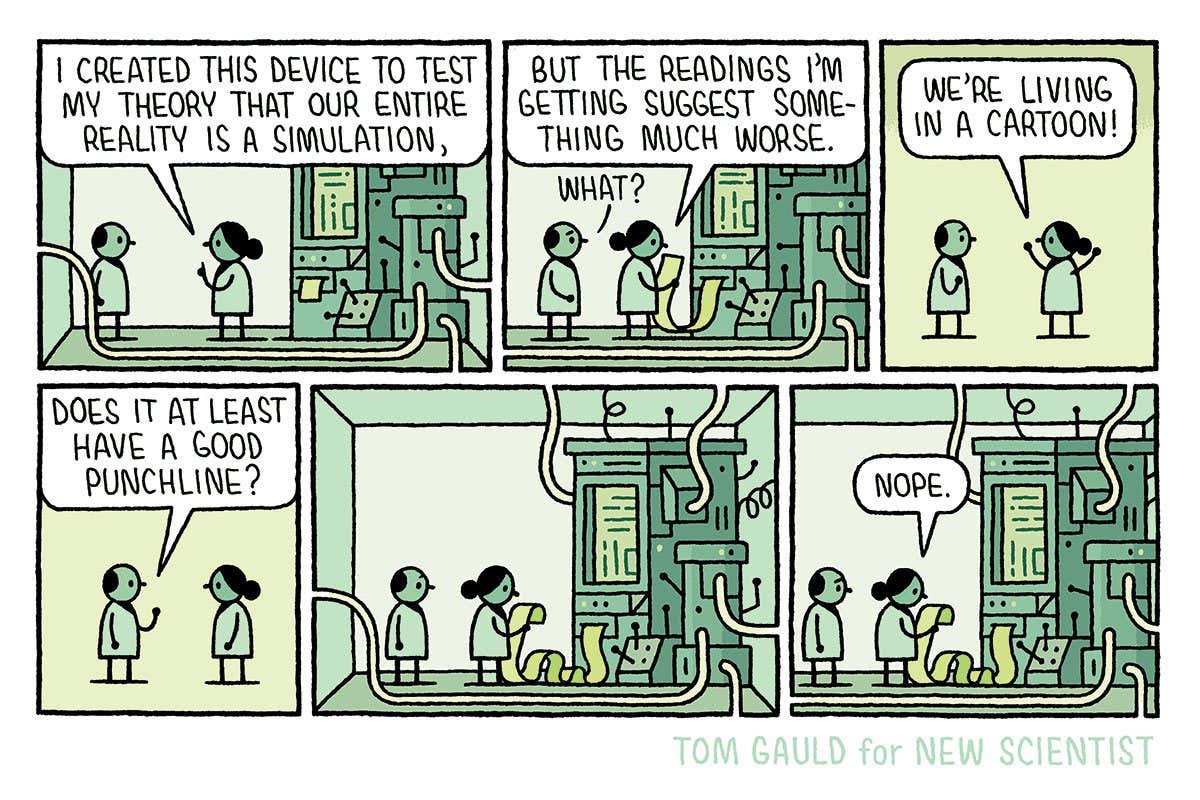 I CREATED THIS DEVICE TO TEST
MY THEORY THAT OUR ENTIRE
REALITY IS A SIMULATION,
BUT THE READINGS I'M
GETTING SUGGEST SOME-
THING MUCH WORSE.
WHAT?
WE'RE LIVING
IN A CARTOON!
DOES IT AT LEAST
HAVE A GOOD
PUNCHLINE?
NOPE.
TOM GAULD for NEW SCIENTIST